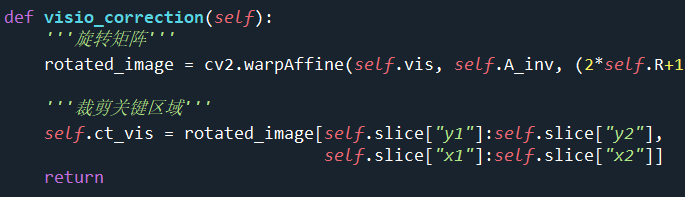 def visio_correction(self):
'''旋转矩阵'''
rotated_image = cv2.warpAffine(self.vis, self.A_inv, (2*self.R+1
'''裁剪关键区域'''
self.ct_vis = rotated_image[self.slice["y1"]:self.slice["y2"],
self.slice["x1"]:self.slice["x2"]]
return